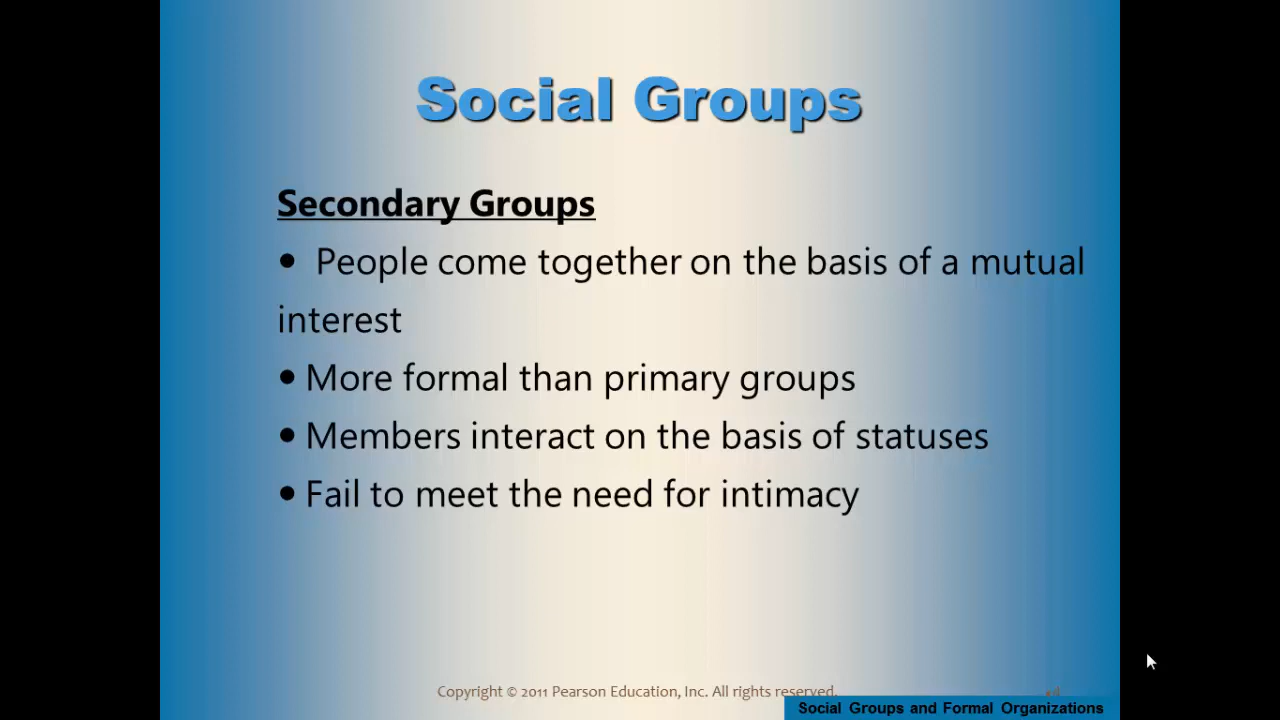 Social Groups
Secondary Groups
• People come together on the basis of a mutual
interest
• More formal than primary groups
• Members interact on the basis of statuses
• Fail to meet the need for intimacy
Copyright © 2011 Pearson Education, Inc. All rights reserved.
Social Groups and Formal Organizations